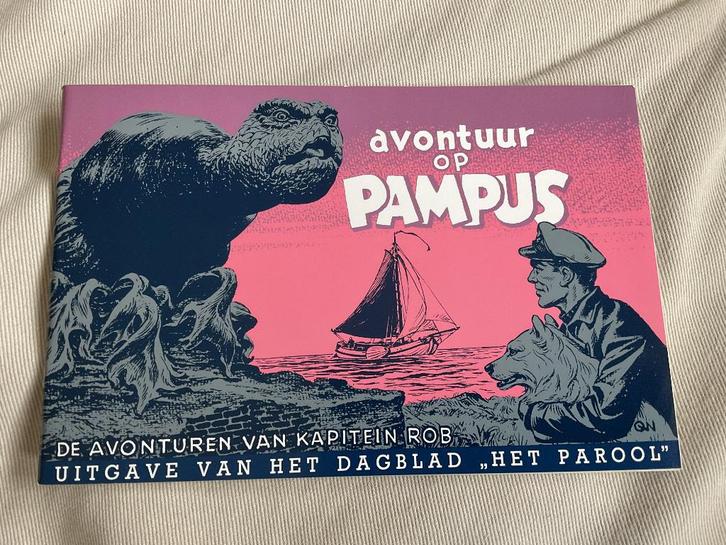 avontuur
OP
PAMPUS
DE AVONTUREN VAN KAPITEIN ROB
UITGAVE VAN HET DAGBLAD „HET PAROOL”